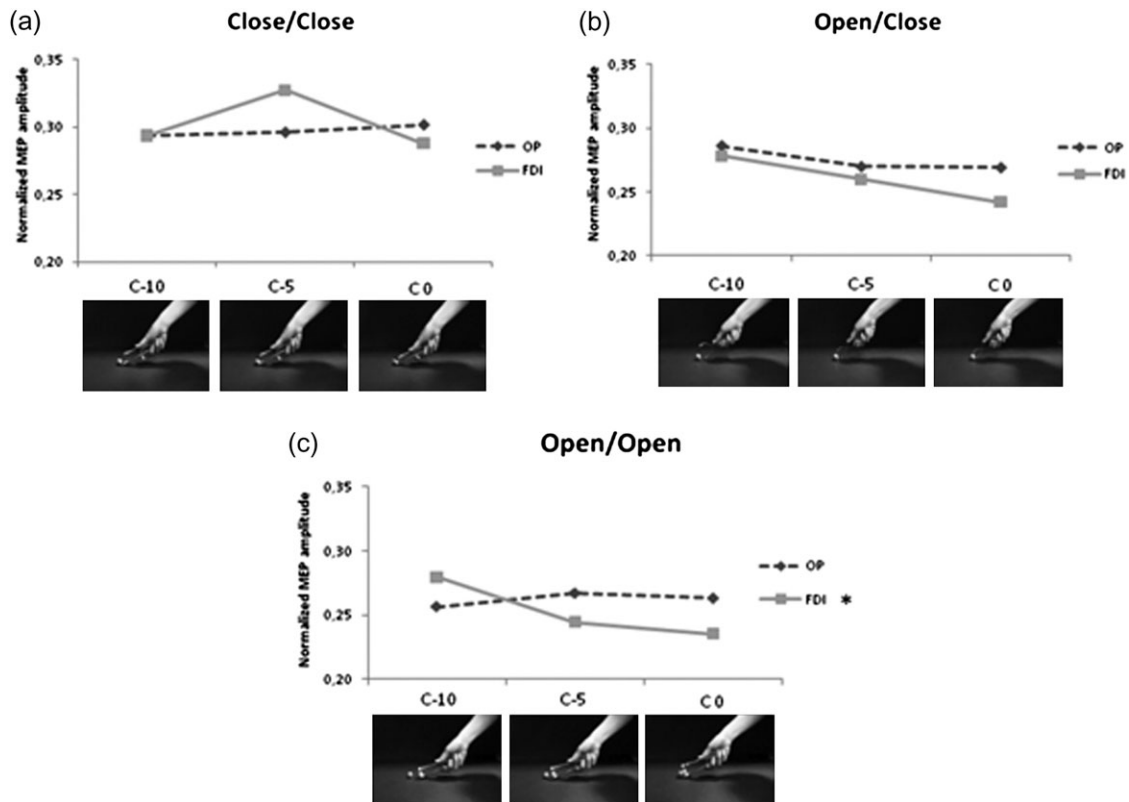 (a)
Close/Close
Normalized MEP amplitude
0,35
0,30
0,25
0,20
C-10
C-5
C 0
OP
FDI
(b)
Open/Close
Normalized MEP amplitude
0,35
0,30
0,25
0,20
C-10
C-5
C 0
OP
FDI
(c)
Open/Open
Normalized MEP amplitude
0,35
0,30
0,25
0,20
C-10
C-5
C 0
OP
FDI *